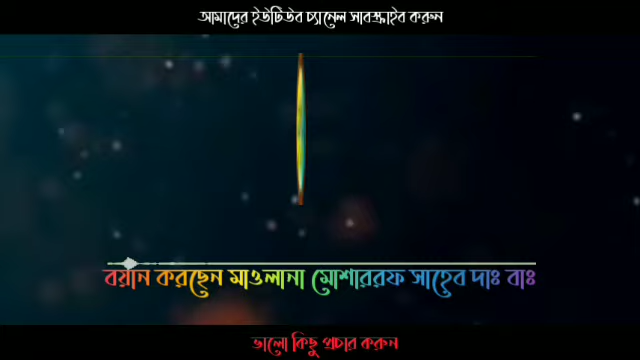 আমাদের ইউটিউব চ্যানেল সাবস্ক্রাইব করুন
বয়ান করছেন মাওলানা মোশাররফ সাহেব দাঃ বাঃ
ভালো কিছু প্রচার করুন